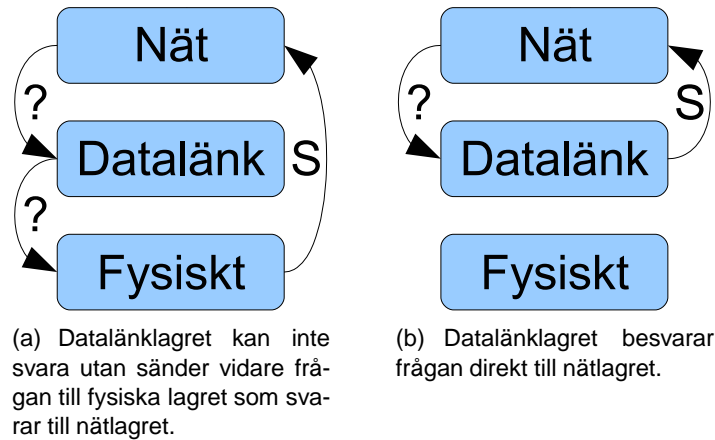 Nät
?
Datalänk
S
?
Fysiskt
(a) Datalänklagret kan inte
svara utan sänder vidare frå-
gan till fysiska lagret som sva-
rar till nätlagret.
Nät
?
S
Datalänk
Fysiskt
(b) Datalänklagret besvarar
frågan direkt till nätlagret.